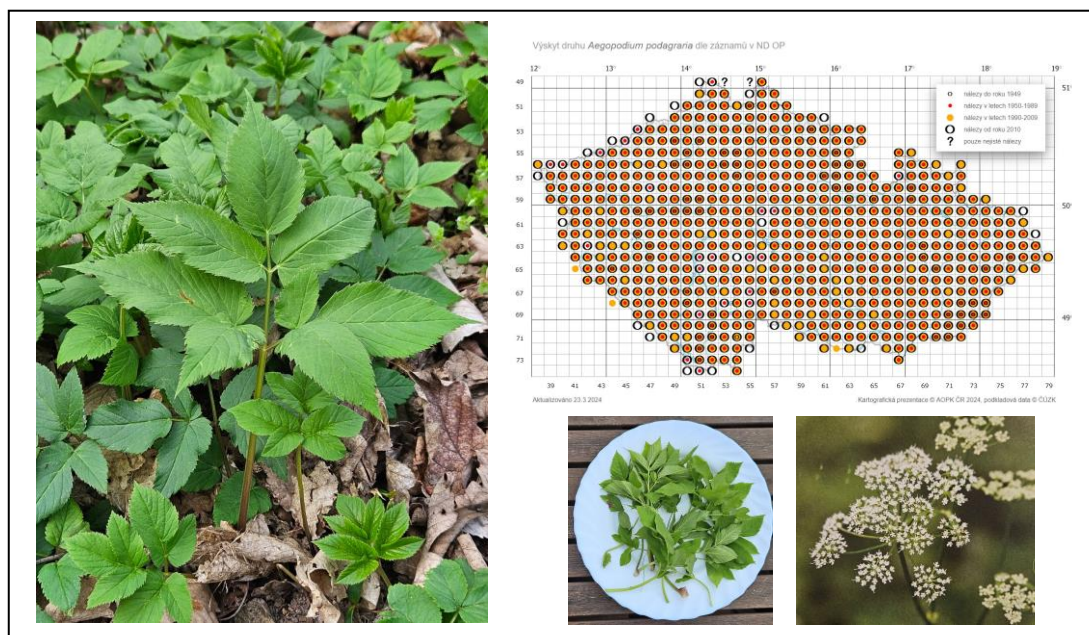 Výskyt druhu Aegopodium podagraria dle záznamů v ND OP
12° 13° 14° 15° 16° 17° 18° 19°
49 51 53 55 57 59 61 63 65 67 69 71 73
51°
50°
49°
nálezy do roku 1949
nálezy v letech 1950-1989
nálezy v letech 1990-2009
nálezy od roku 2010
? pouze nejisté nálezy
? ?
39 41 43 45 47 49 51 53 55 57 59 61 63 65 67 69 71 73 75 77 79
Aktualizováno 23.3.2024
Kartografická prezentace © AOPK ČR 2024, podkladová data © ČÚZK